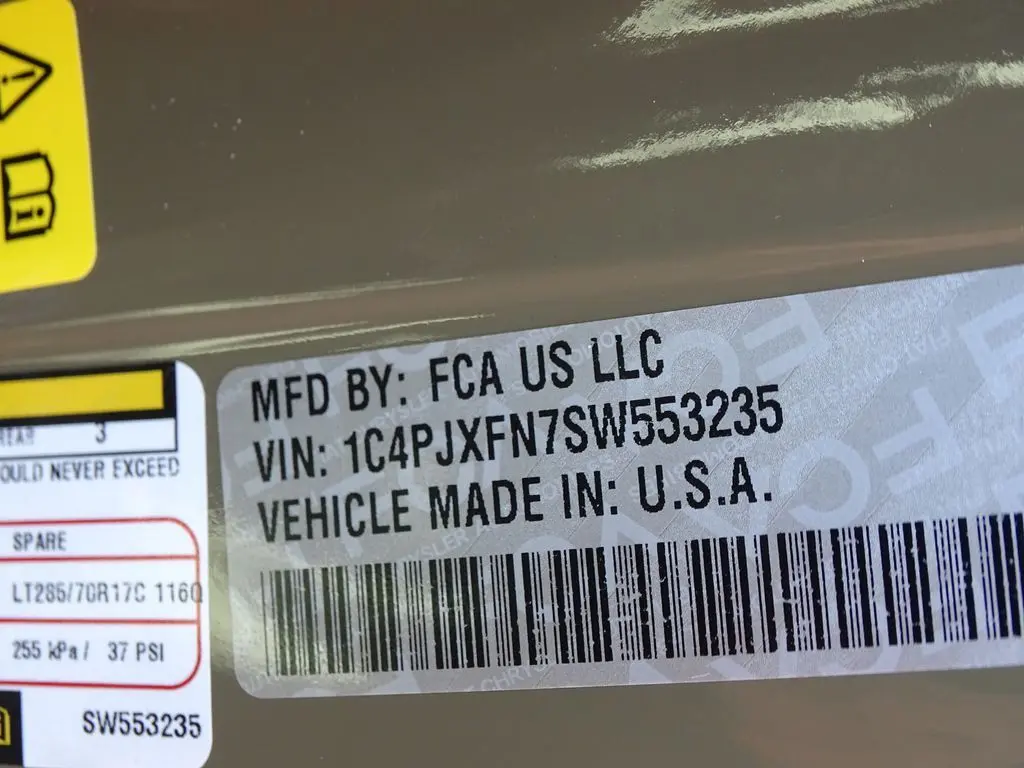 REAR 3
OULD NEVER EXCEED
SPARE
LT285/70R17C 116Q
255 kPa / 37 PSI
SW553235
MFD BY: FCA US LLC
VIN: 1C4PJXFN7SW553235
VEHICLE MADE IN: U.S.A.